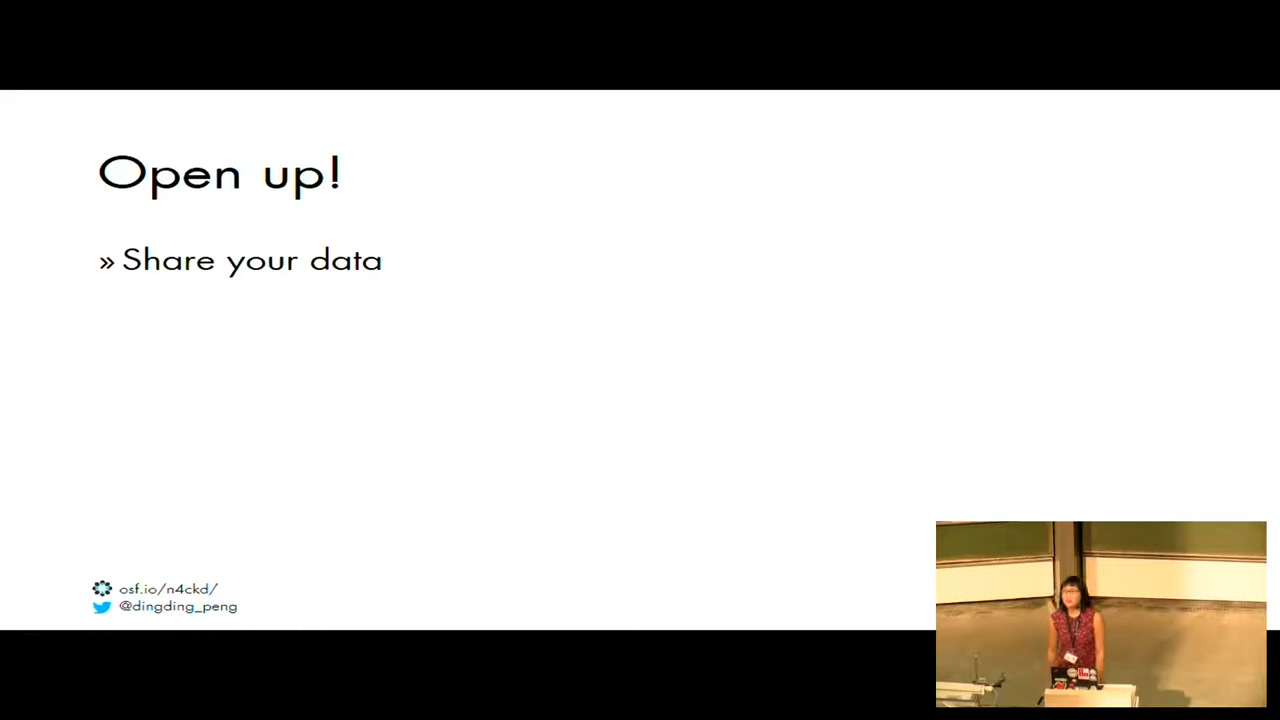 Open up!
» Share your data
osf.io/n4ckd/
@dingding_peng